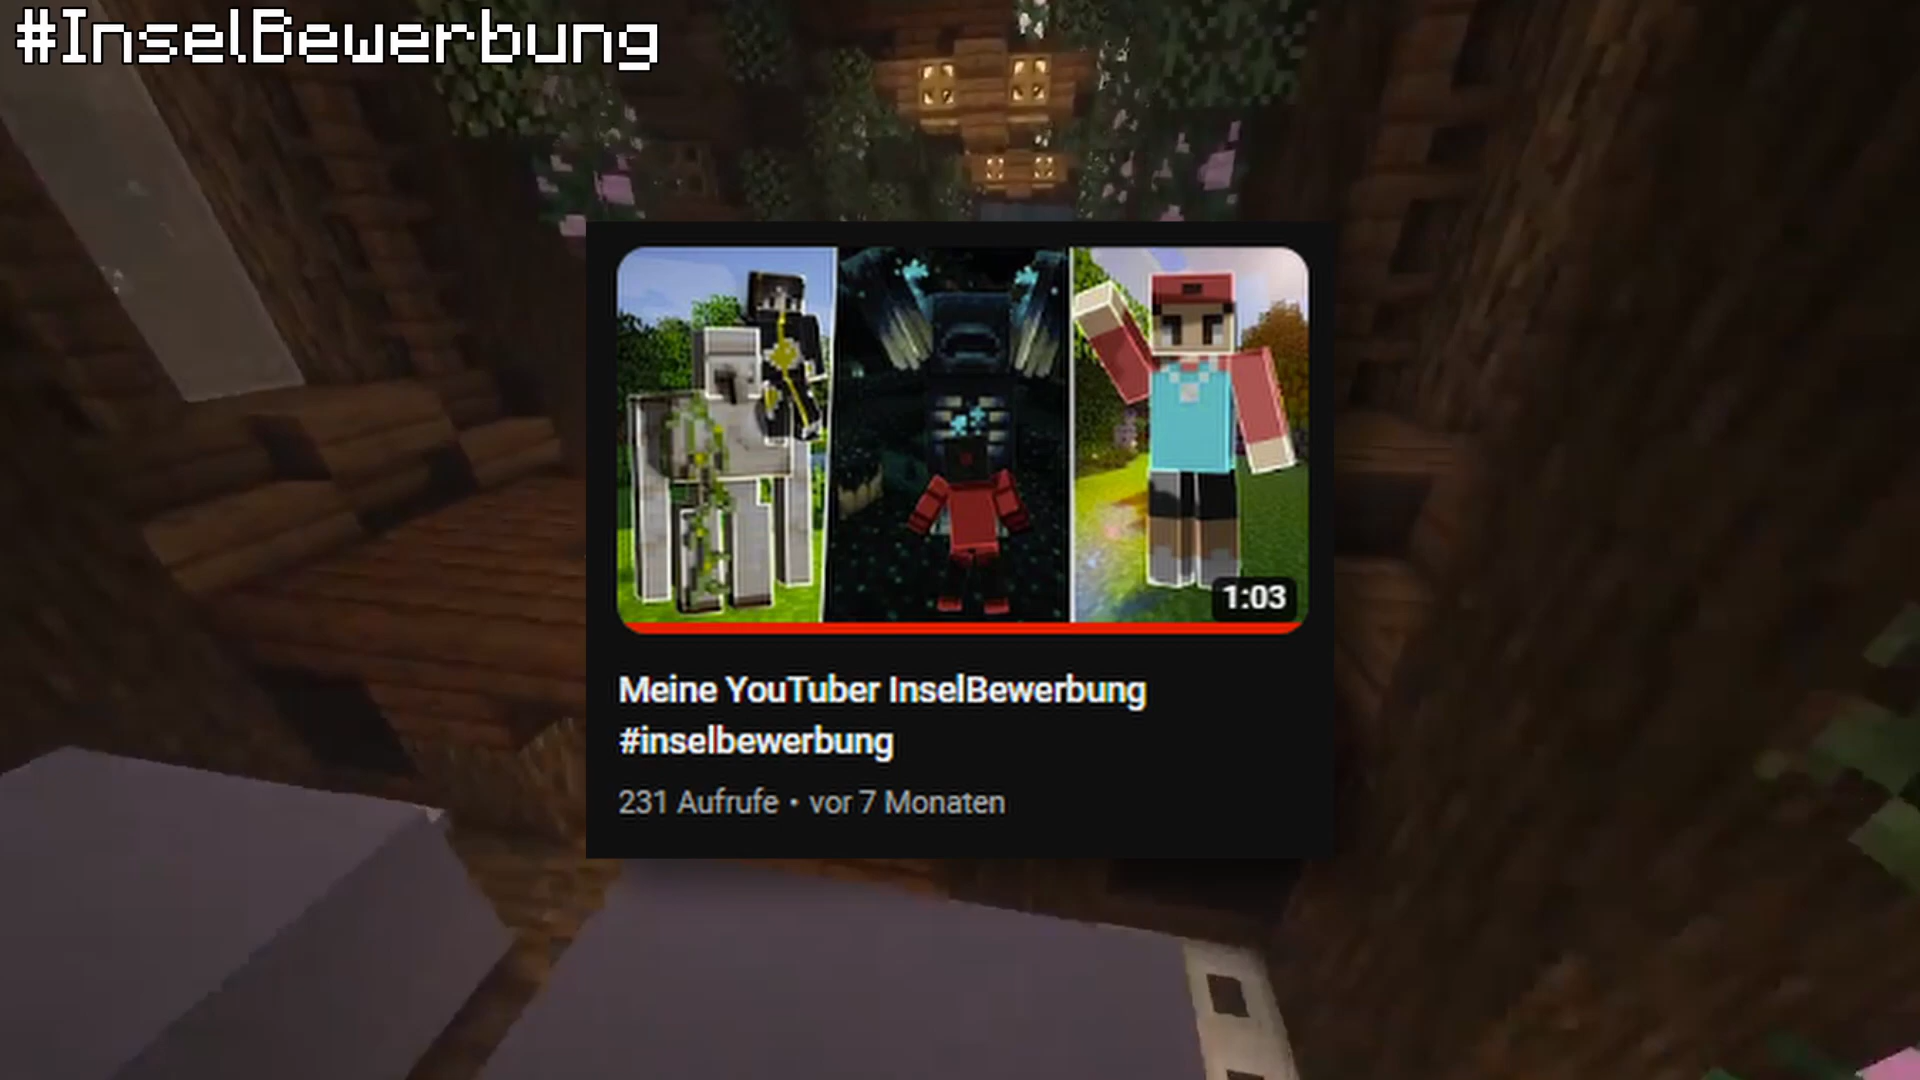 #InselBewerbung
1:03
Meine YouTuber InselBewerbung
#inselbewerbung
231 Aufrufe • vor 7 Monaten